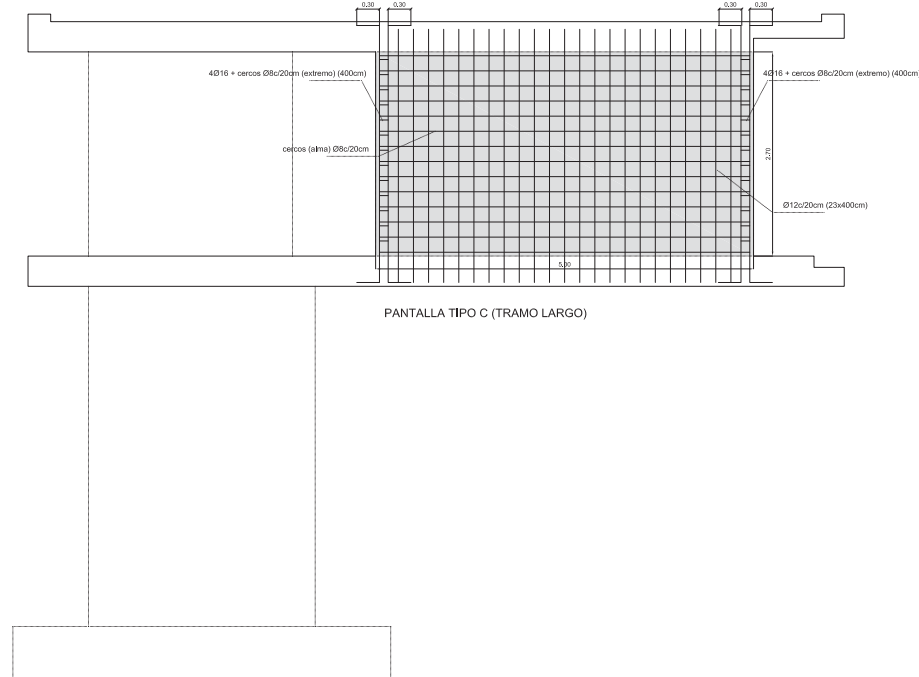 0.30
0.30
0.30
0.30
4Ø16 + cercos Ø8c/20cm (extremo) (400cm)
4Ø16 + cercos Ø8c/20cm (extremo) (400cm
cercos (alma) Ø8c/20cm
2.70
Ø12c/20cm (23x400cm)
5.00
PANTALLA TIPO C (TRAMO LARGO)